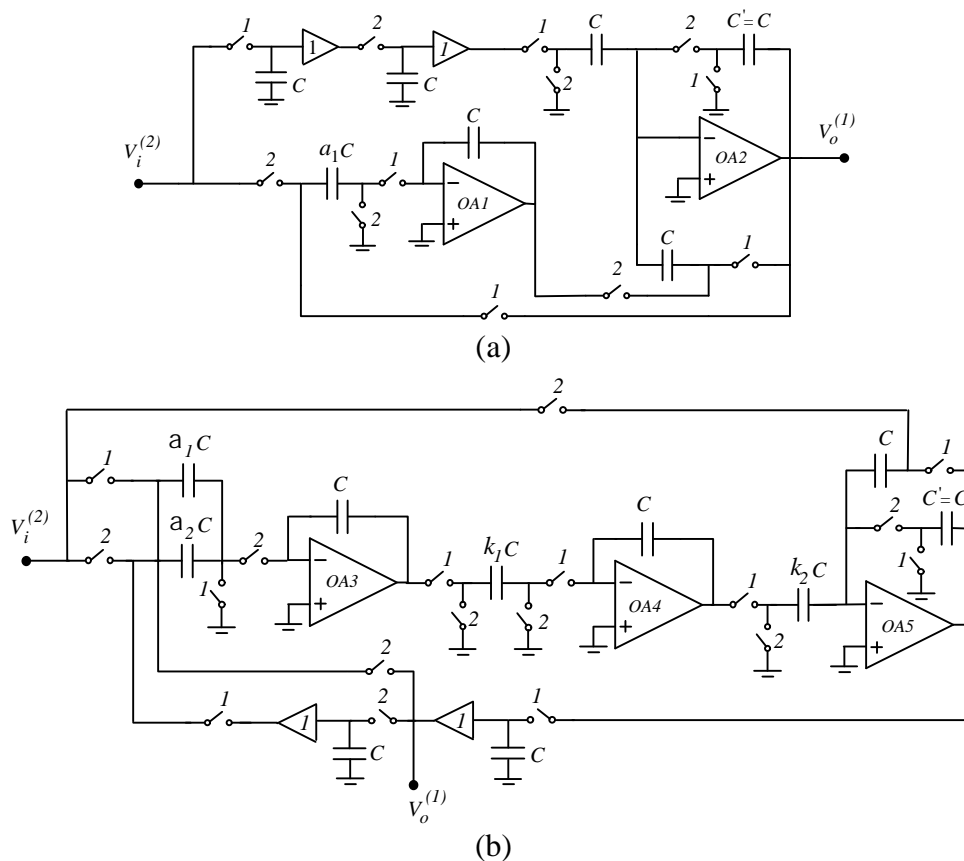 1 2 1 C 2 C'=C
1 1
C C 2 1
V_i^(2) 2 a_1C 1 C − OA2 V_o^(1)
+
2 − OA1 +
C 1
2
1
(a)
2
1 a_1C C 1
C 2 C'=C
V_i^(2) 2 a_2C 2 C 1
1 − OA3 + 1 k_1C 1 − OA4 + 1 k_2C − OA5 +
2 2 2
2
1 1 2 1 1
C C
V_o^(1)
(b)